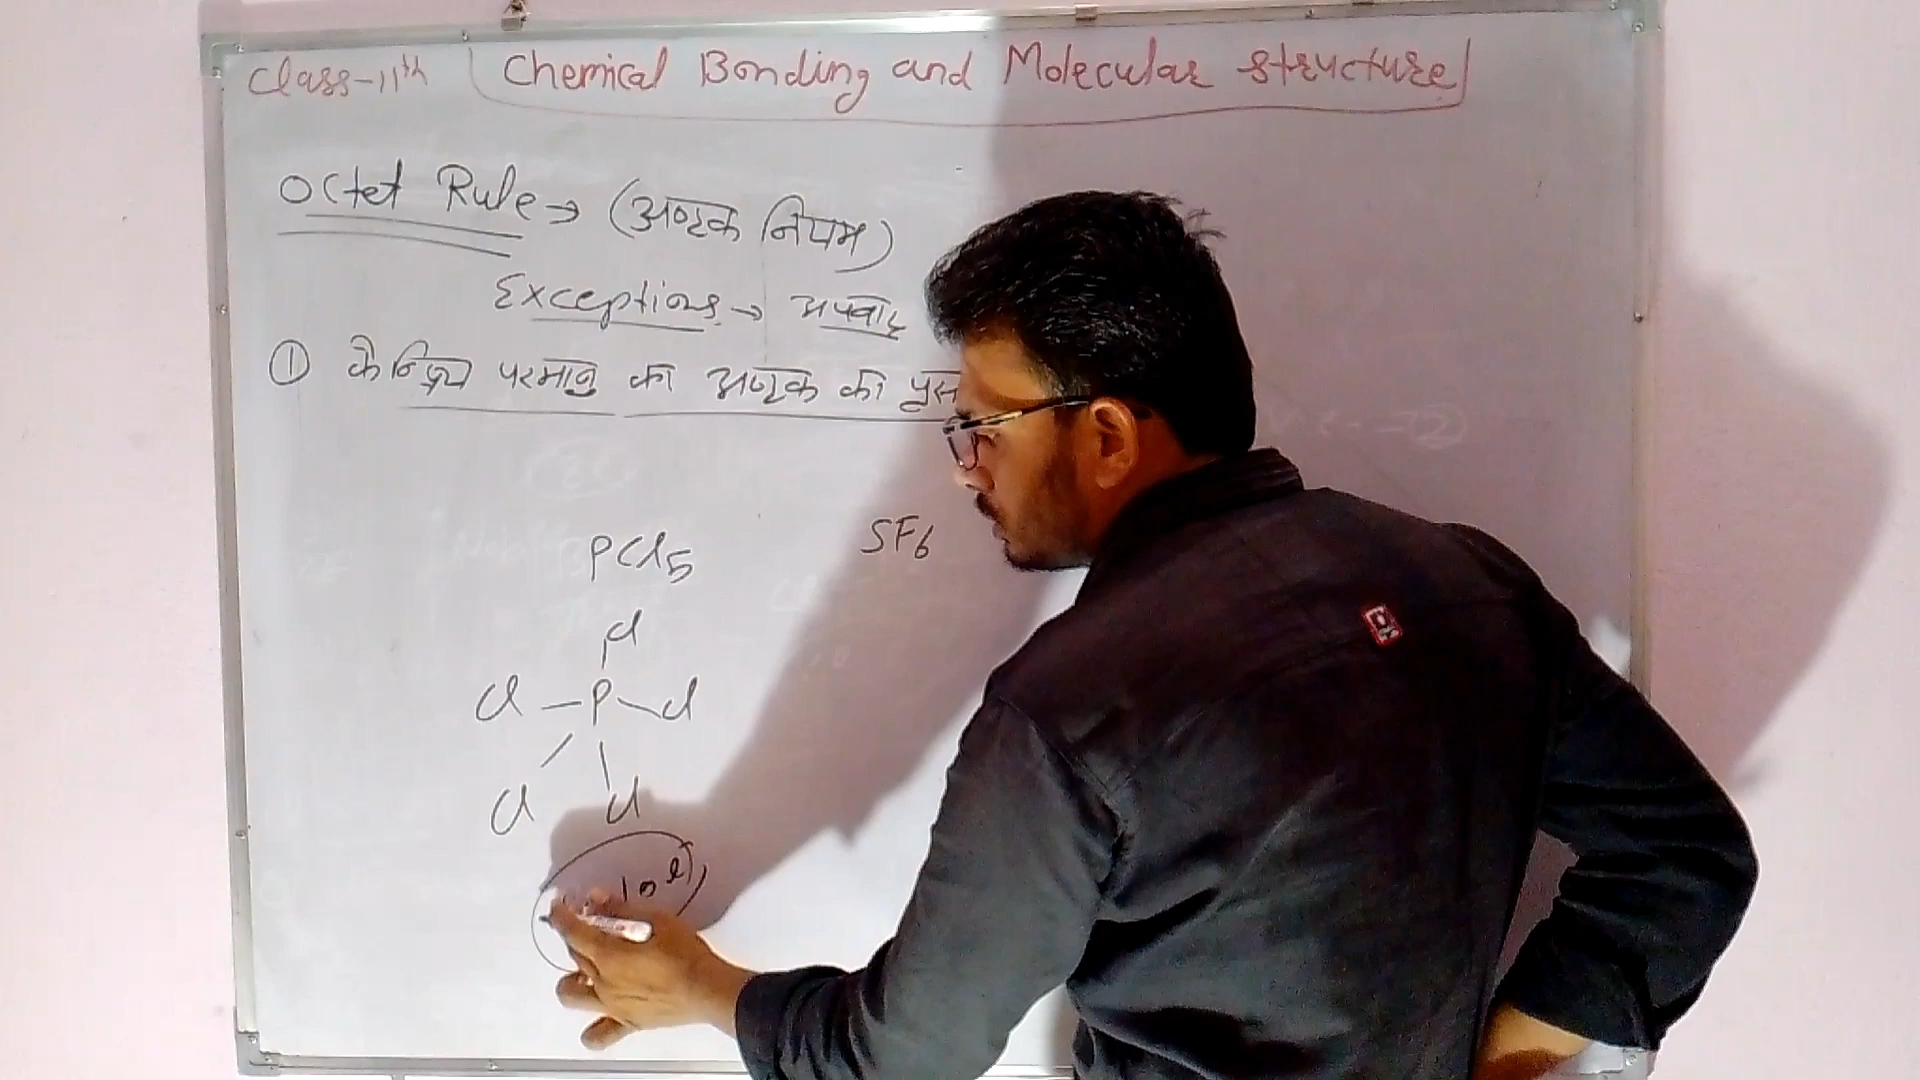 Class-11th Chemical Bonding and Molecular structure
Octet Rule → (अष्टक नियम)
Exceptions → अपवाद
① केन्द्रिय परमानु का अष्टक की
PCl5 SF6
Cl
Cl - P - Cl
Cl Cl
10 e